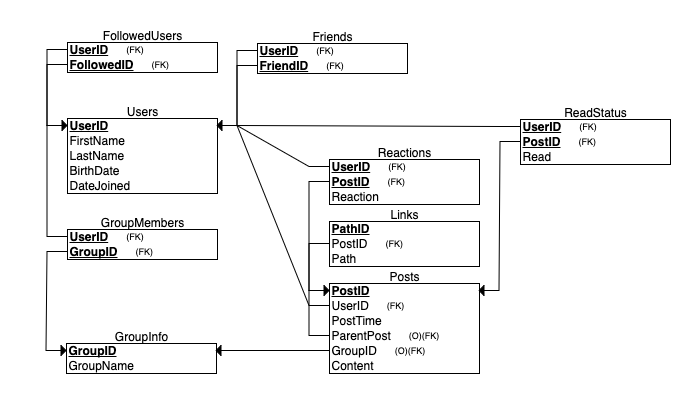 FollowedUsers
UserID (FK)
FollowedID (FK)
Friends
UserID (FK)
FriendID (FK)
Users
UserID
FirstName
LastName
BirthDate
DateJoined
ReadStatus
UserID (FK)
PostID (FK)
Read
Reactions
UserID (FK)
PostID (FK)
Reaction
Links
PathID
PostID (FK)
Path
GroupMembers
UserID (FK)
GroupID (FK)
Posts
PostID
UserID (FK)
PostTime
ParentPost (O)(FK)
GroupID (O)(FK)
Content
GroupInfo
GroupID
GroupName